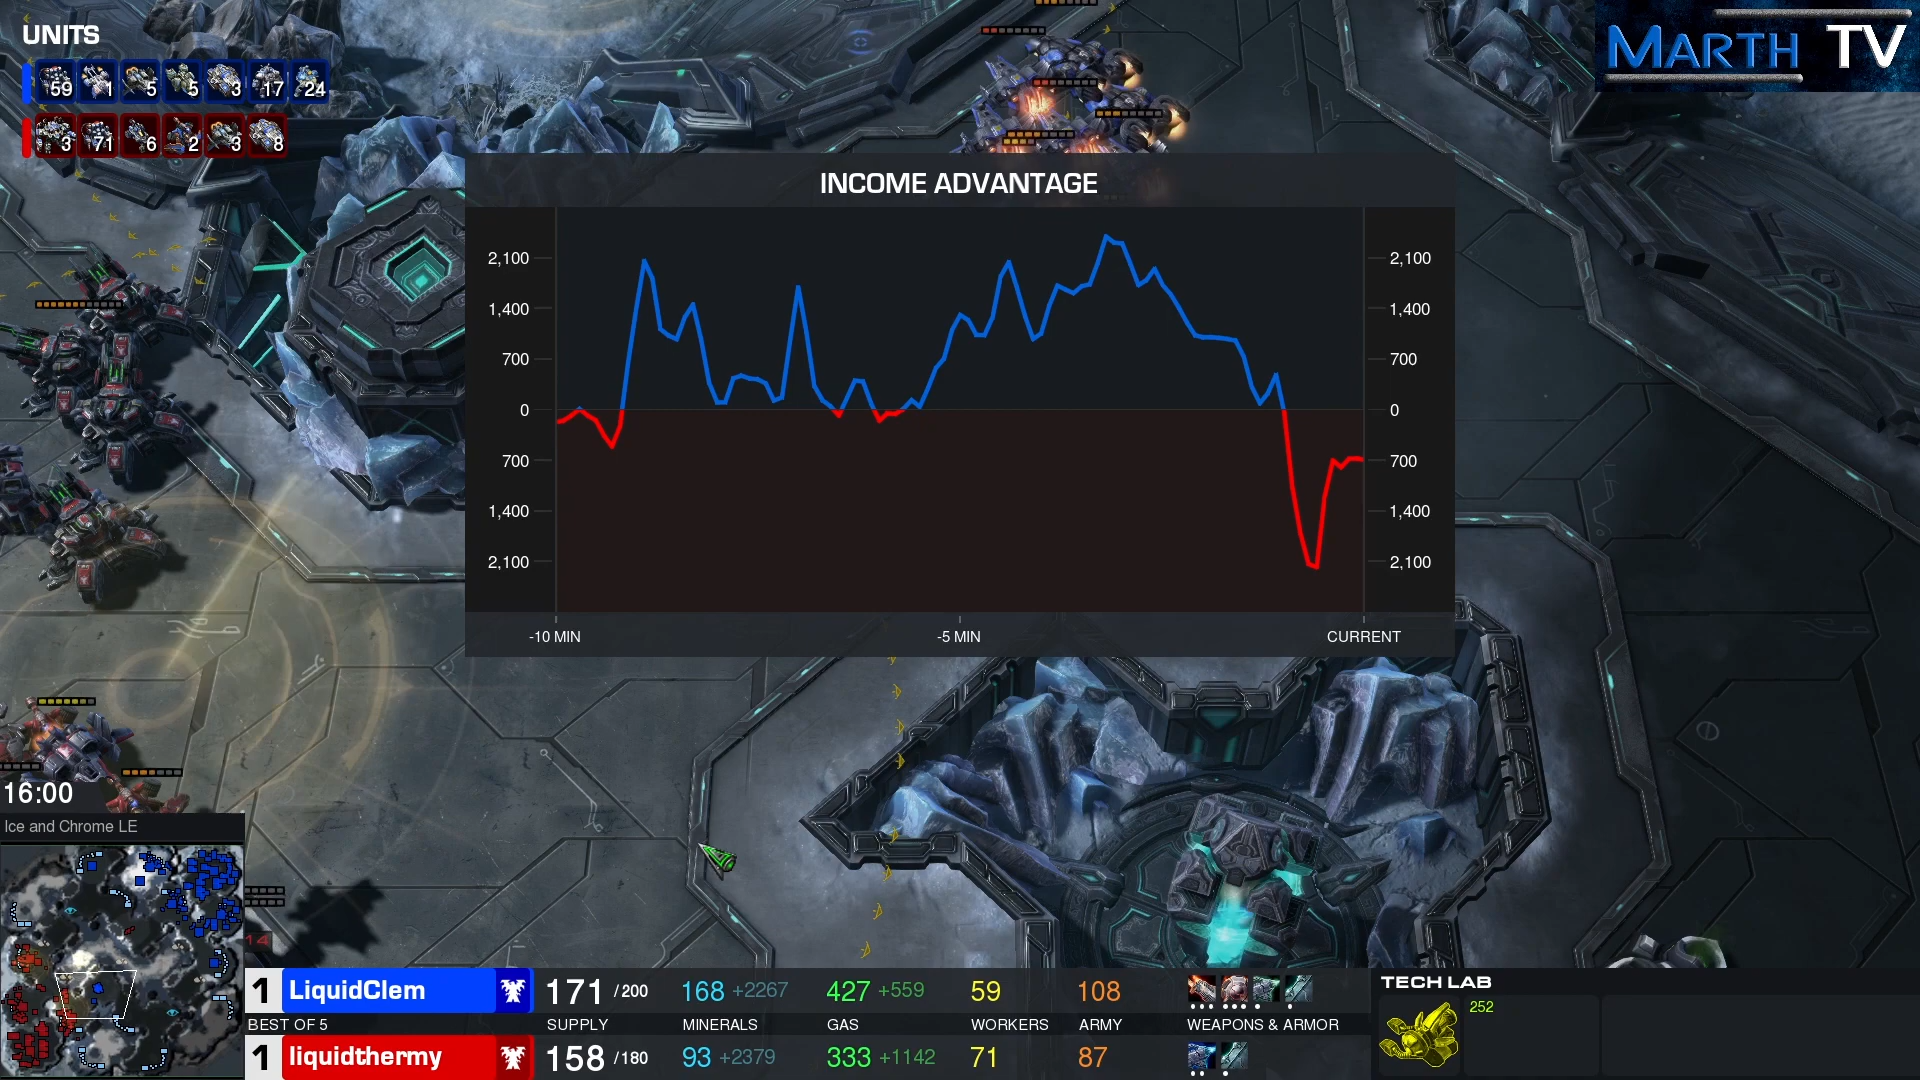 UNITS
59 1 5 5 3 17 24
3 71 6 2 3 8
MARTH TV
INCOME ADVANTAGE
2,100 2,100
1,400 1,400
700 700
0 0
700 700
1,400 1,400
2,100 2,100
-10 MIN -5 MIN CURRENT
16:00
Ice and Chrome LE
14
1 LiquidClem 171 /200 168 +2267 427 +559 59 108
BEST OF 5 SUPPLY MINERALS GAS WORKERS ARMY WEAPONS & ARMOR
1 liquidthermy 158 /180 93 +2379 333 +1142 71 87
TECH LAB
252